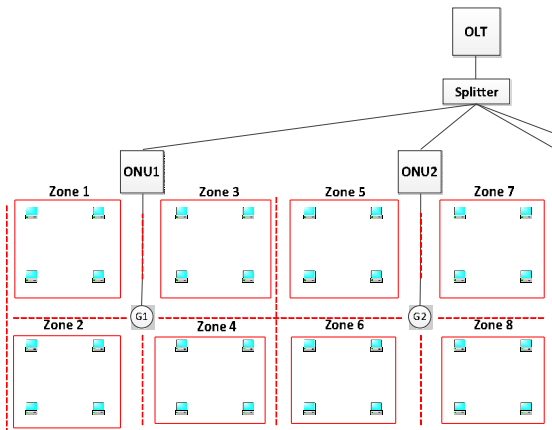 OLT
Splitter
ONU1
ONU2
Zone 1
Zone 3
Zone 5
Zone 7
G1
G2
Zone 2
Zone 4
Zone 6
Zone 8